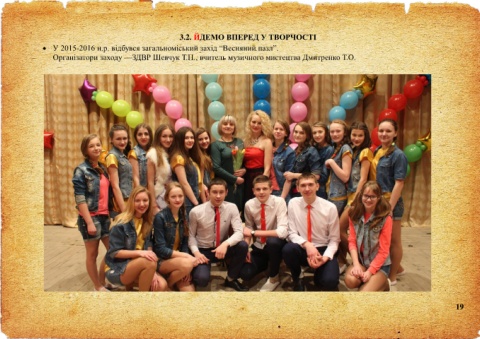 3.2. ЙДЕМО ВПЕРЕД У ТВОРЧОСТІ
• У 2015-2016 н.р. відбувся загальноміський захід “Весняний пазл”.
Організатори заходу —ЗДВР Шевчук Т.П., вчитель музичного мистецтва Дмитренко Т.О.
19